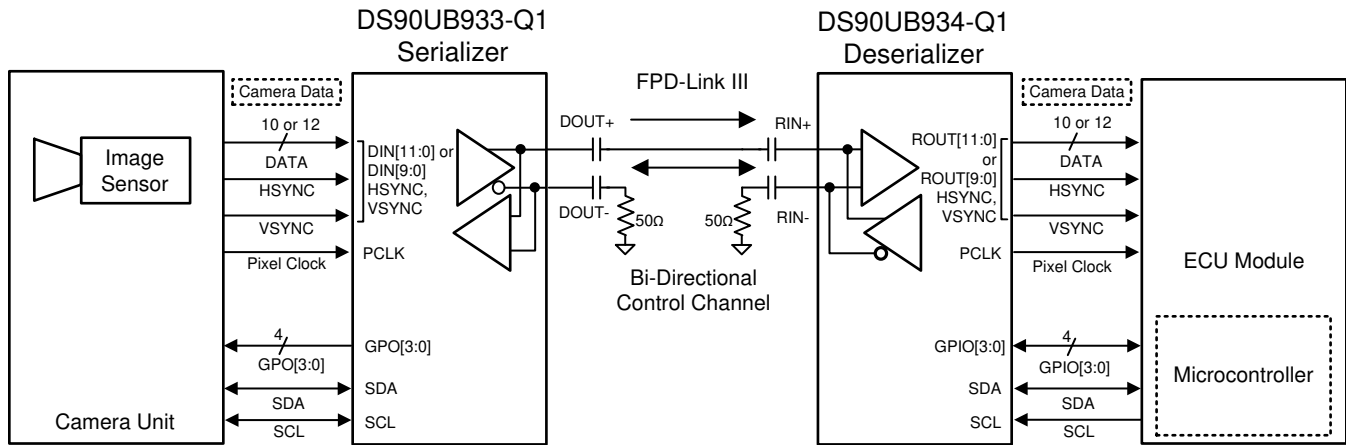 DS90UB933-Q1
Serializer
DS90UB934-Q1
Deserializer
Camera Data
FPD-Link III
Camera Data
10 or 12
DATA
HSYNC
VSYNC
Pixel Clock
Image
Sensor
DIN[11:0] or
DIN[9:0]
HSYNC,
VSYNC
PCLK
DOUT+
DOUT-
50Ω
RIN+
RIN-
50Ω
Bi-Directional
Control Channel
ROUT[11:0]
or
ROUT[9:0]
HSYNC,
VSYNC
PCLK
10 or 12
DATA
HSYNC
VSYNC
Pixel Clock
ECU Module
Microcontroller
4
GPO[3:0]
SDA
SCL
GPO[3:0]
SDA
SCL
Camera Unit
GPIO[3:0]
SDA
SCL
4
GPIO[3:0]
SDA
SCL